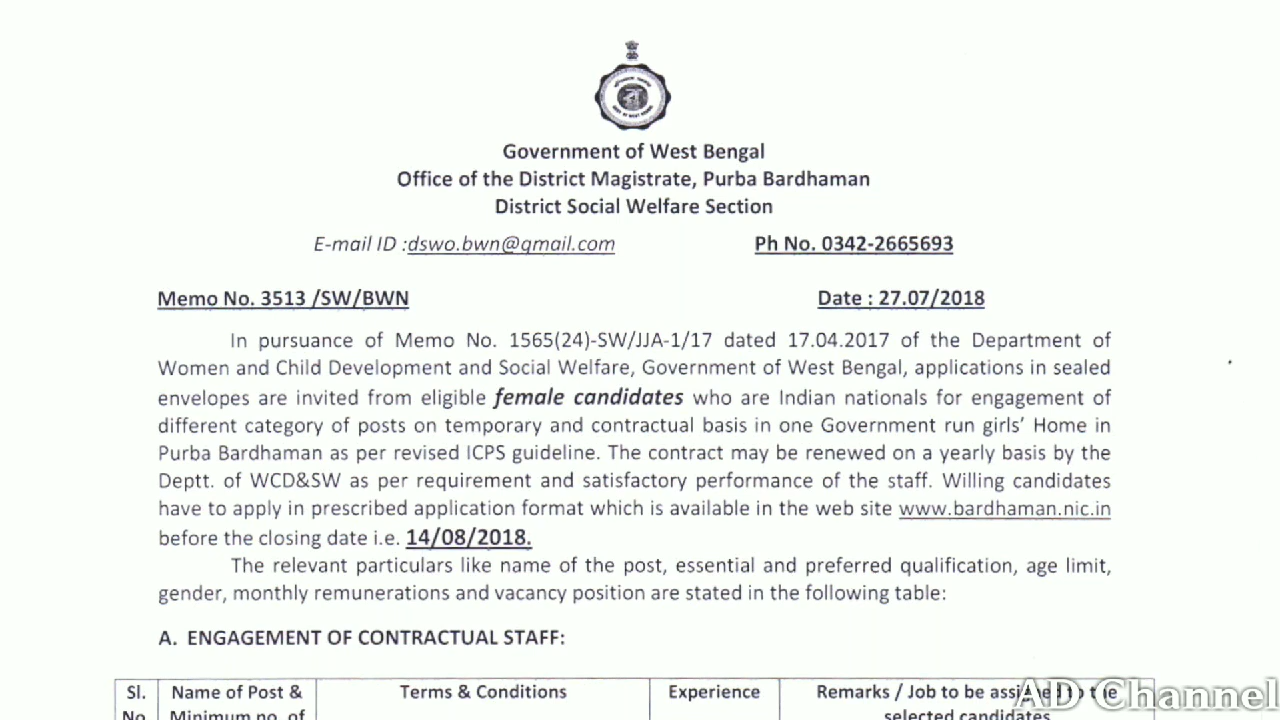 Government of West Bengal
Office of the District Magistrate, Purba Bardhaman
District Social Welfare Section
E-mail ID :dswo.bwn@gmail.com Ph No. 0342-2665693
Memo No. 3513 /SW/BWN Date : 27.07/2018
In pursuance of Memo No. 1565(24)-SW/JJA-1/17 dated 17.04.2017 of the Department of
Women and Child Development and Social Welfare, Government of West Bengal, applications in sealed
envelopes are invited from eligible female candidates who are Indian nationals for engagement of
different category of posts on temporary and contractual basis in one Government run girls' Home in
Purba Bardhaman as per revised ICPS guideline. The contract may be renewed on a yearly basis by the
Deptt. of WCD&SW as per requirement and satisfactory performance of the staff. Willing candidates
have to apply in prescribed application format which is available in the web site www.bardhaman.nic.in
before the closing date i.e. 14/08/2018.
The relevant particulars like name of the post, essential and preferred qualification, age limit,
gender, monthly remunerations and vacancy position are stated in the following table:
A. ENGAGEMENT OF CONTRACTUAL STAFF:
Sl. Name of Post & Terms & Conditions Experience Remarks / Job to be assigned to the
No. Minimum no. of selected candidates
AD Channel